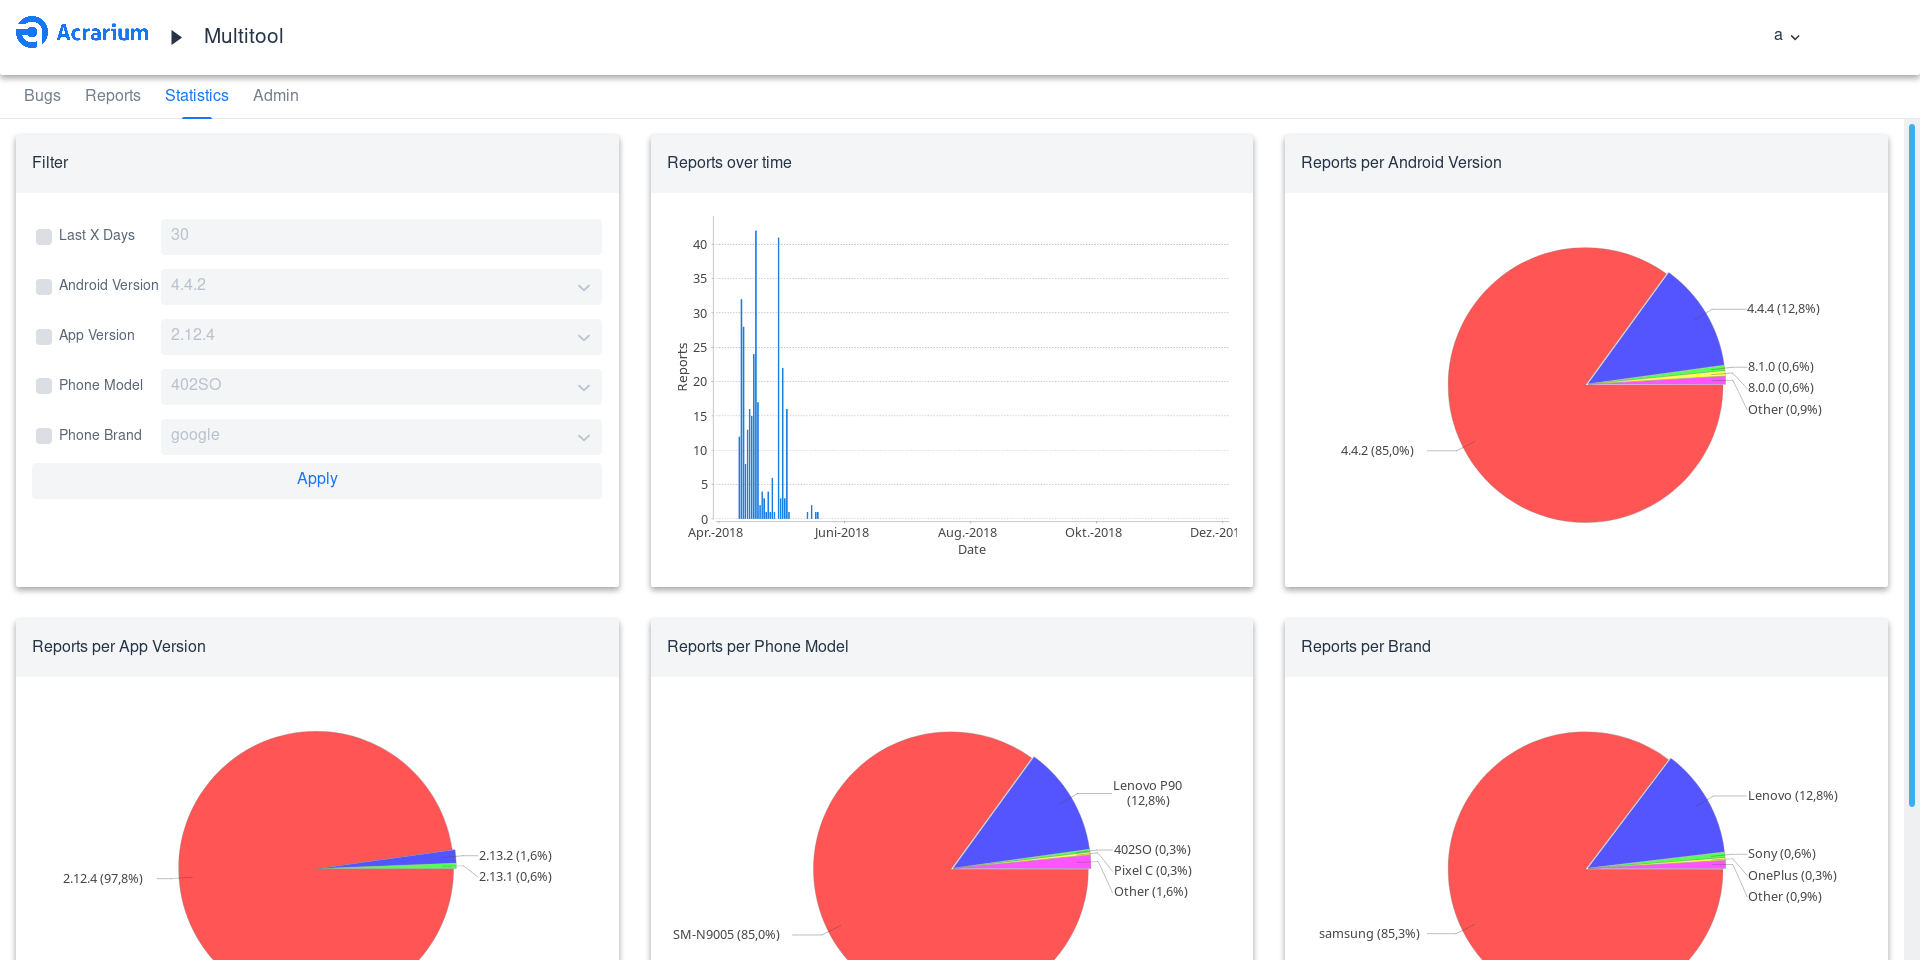 Acrarium
Multitool
a
Bugs Reports Statistics Admin
Filter
Last X Days 30
Android Version 4.4.2
App Version 2.12.4
Phone Model 402SO
Phone Brand google
Apply
Reports over time
40
35
30
25
20
15
10
5
0
Reports
Apr.-2018 Juni-2018 Aug.-2018 Okt.-2018 Dez.-201
Date
Reports per Android Version
4.4.4 (12,8%)
8.1.0 (0,6%)
8.0.0 (0,6%)
Other (0,9%)
4.4.2 (85,0%)
Reports per App Version
2.13.2 (1,6%)
2.13.1 (0,6%)
2.12.4 (97,8%)
Reports per Phone Model
Lenovo P90
(12,8%)
402SO (0,3%)
Pixel C (0,3%)
Other (1,6%)
SM-N9005 (85,0%)
Reports per Brand
Lenovo (12,8%)
Sony (0,6%)
OnePlus (0,3%)
Other (0,9%)
samsung (85,3%)